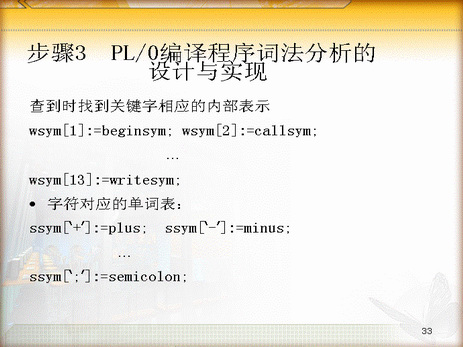 步骤3 PL/0编译程序词法分析的
设计与实现
查到时找到关键字相应的内部表示
wsym[1]:=beginsym; wsym[2]:=callsym;
…
wsym[13]:=writesym;
• 字符对应的单词表:
ssym[‵+′]:=plus; ssym[‵-′]:=minus;
…
ssym[‵;′]:=semicolon;
33